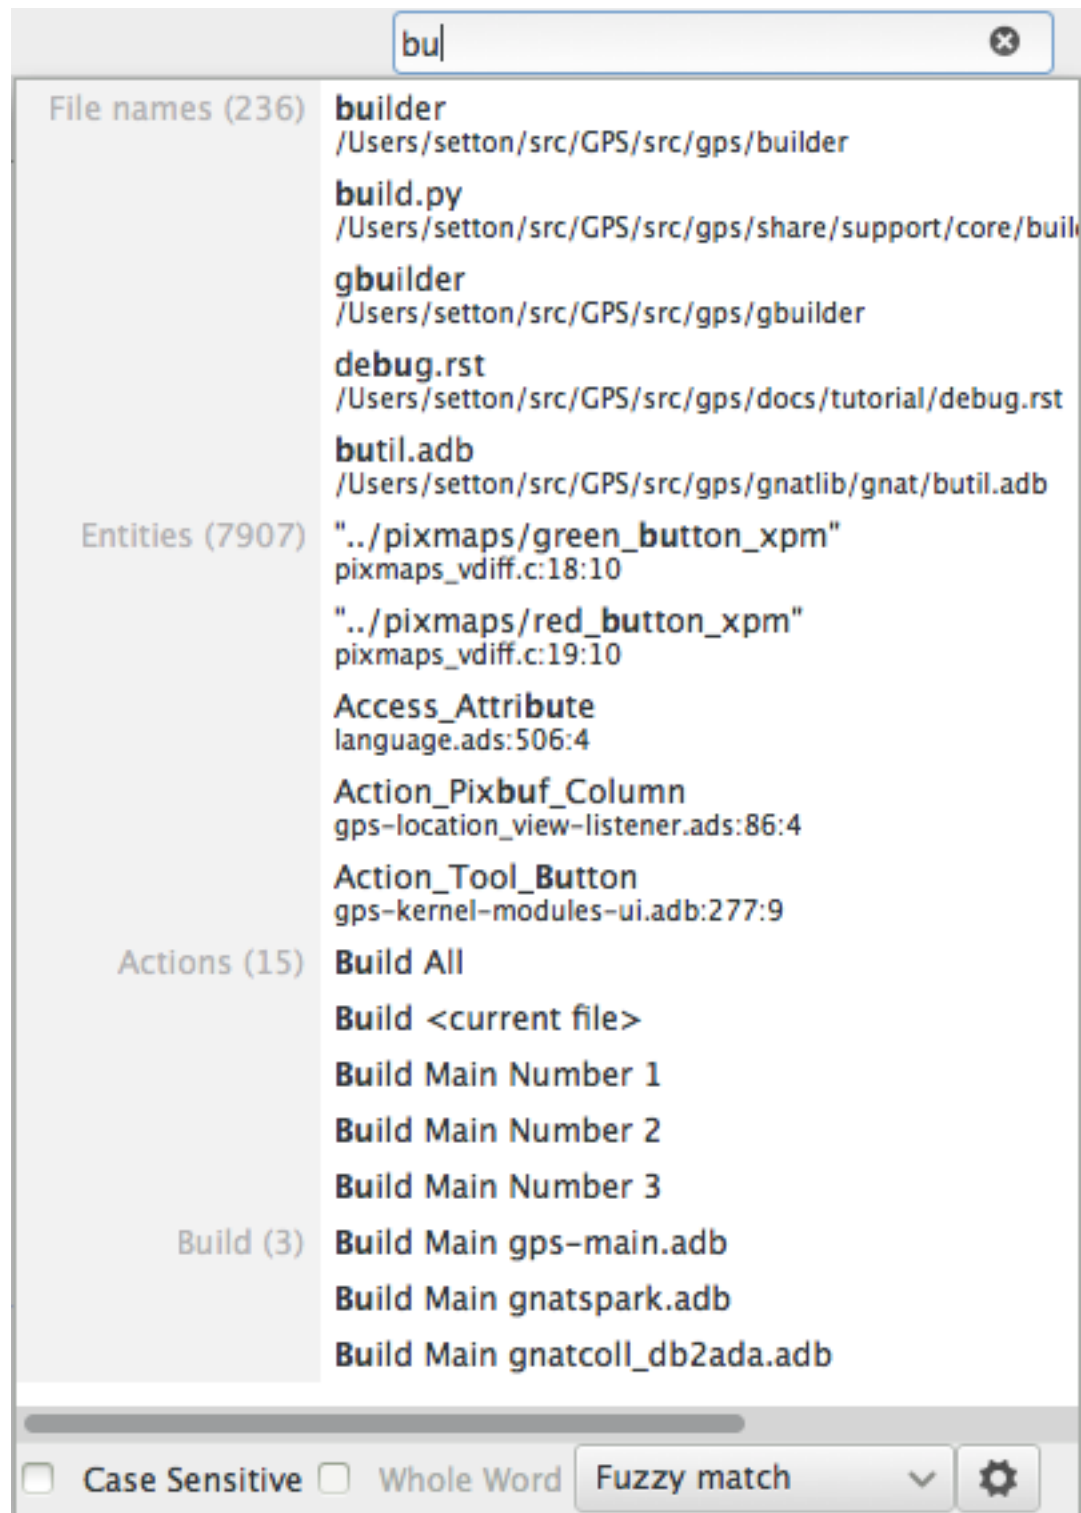 bu
File names (236) builder
/Users/setton/src/GPS/src/gps/builder
build.py
/Users/setton/src/GPS/src/gps/share/support/core/buil
gbuilder
/Users/setton/src/GPS/src/gps/gbuilder
debug.rst
/Users/setton/src/GPS/src/gps/docs/tutorial/debug.rst
butil.adb
/Users/setton/src/GPS/src/gps/gnatlib/gnat/butil.adb
Entities (7907) "../pixmaps/green_button_xpm"
pixmaps_vdiff.c:18:10
"../pixmaps/red_button_xpm"
pixmaps_vdiff.c:19:10
Access_Attribute
language.ads:506:4
Action_Pixbuf_Column
gps-location_view-listener.ads:86:4
Action_Tool_Button
gps-kernel-modules-ui.adb:277:9
Actions (15) Build All
Build <current file>
Build Main Number 1
Build Main Number 2
Build Main Number 3
Build (3) Build Main gps-main.adb
Build Main gnatspark.adb
Build Main gnatcoll_db2ada.adb
Case Sensitive Whole Word Fuzzy match